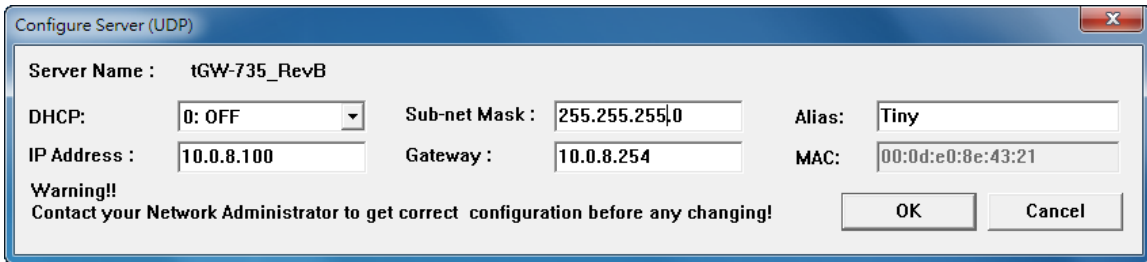 Configure Server (UDP)
Server Name : tGW-735_RevB
DHCP: 0: OFF Sub-net Mask : 255.255.255.0 Alias: Tiny
IP Address : 10.0.8.100 Gateway : 10.0.8.254 MAC: 00:0d:e0:8e:43:21
Warning!!
Contact your Network Administrator to get correct configuration before any changing!
OK Cancel